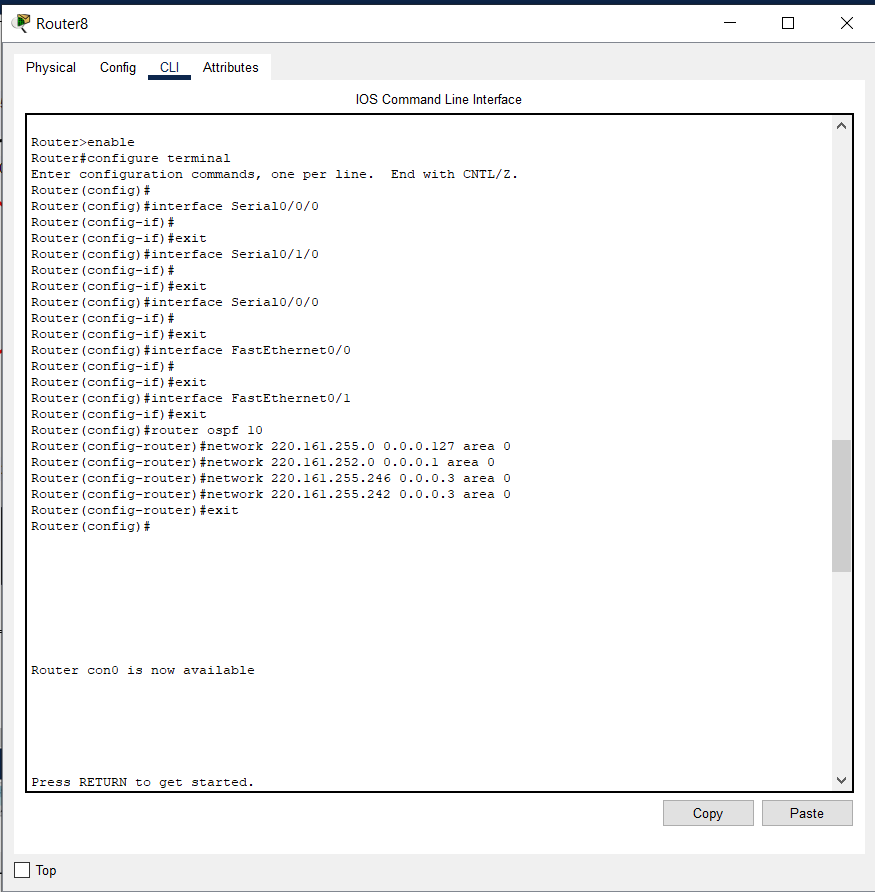 Router8
Physical Config CLI Attributes
IOS Command Line Interface
Router>enable
Router#configure terminal
Enter configuration commands, one per line.  End with CNTL/Z.
Router(config)#
Router(config)#interface Serial0/0/0
Router(config-if)#
Router(config-if)#exit
Router(config)#interface Serial0/1/0
Router(config-if)#
Router(config-if)#exit
Router(config)#interface Serial0/0/0
Router(config-if)#
Router(config-if)#exit
Router(config)#interface FastEthernet0/0
Router(config-if)#
Router(config-if)#exit
Router(config)#interface FastEthernet0/1
Router(config-if)#exit
Router(config)#router ospf 10
Router(config-router)#network 220.161.255.0 0.0.0.127 area 0
Router(config-router)#network 220.161.252.0 0.0.0.1 area 0
Router(config-router)#network 220.161.255.246 0.0.0.3 area 0
Router(config-router)#network 220.161.255.242 0.0.0.3 area 0
Router(config-router)#exit
Router(config)#
Router con0 is now available
Press RETURN to get started.
Copy Paste
Top